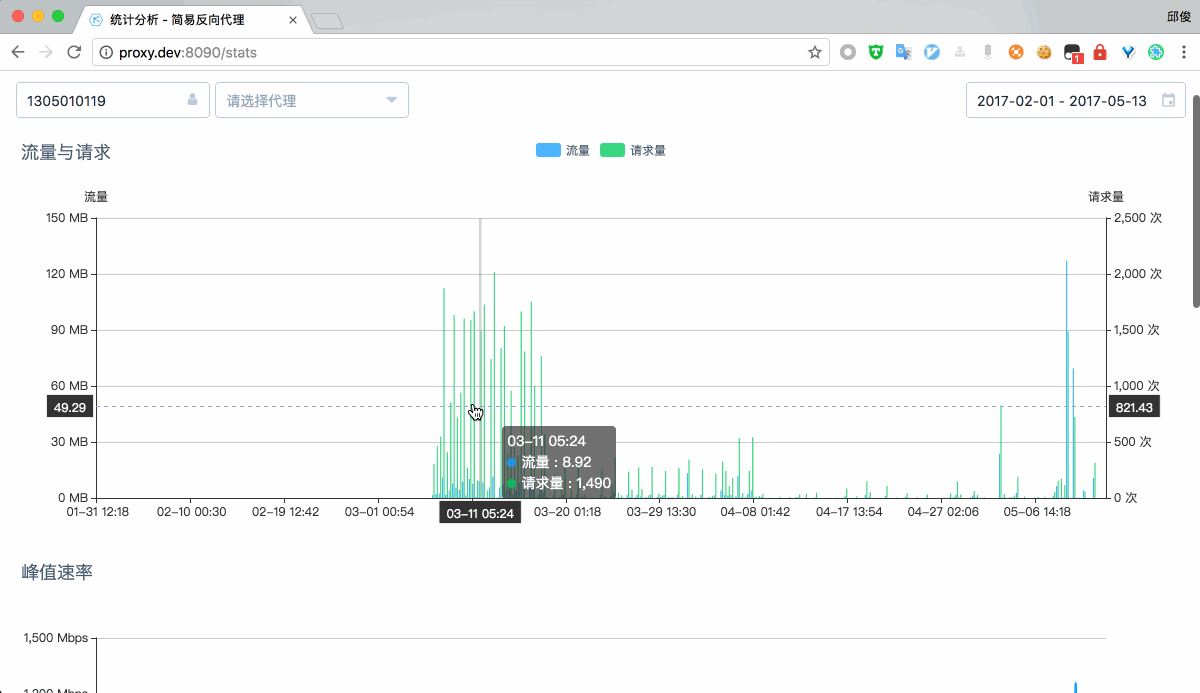 统计分析 - 简易反向代理
邱俊
proxy.dev:8090/stats
1
1305010119
请选择代理
2017-02-01 - 2017-05-13
流量与请求
流量
请求量
流量
请求量
150 MB
2,500 次
120 MB
2,000 次
90 MB
1,500 次
60 MB
1,000 次
49.29
821.43
30 MB
500 次
03-11 05:24
流量 : 8.92
请求量 : 1,490
0 MB
0 次
01-31 12:18
02-10 00:30
02-19 12:42
03-01 00:54
03-11 05:24
03-20 01:18
03-29 13:30
04-08 01:42
04-17 13:54
04-27 02:06
05-06 14:18
峰值速率
1,500 Mbps
1,200 Mbps